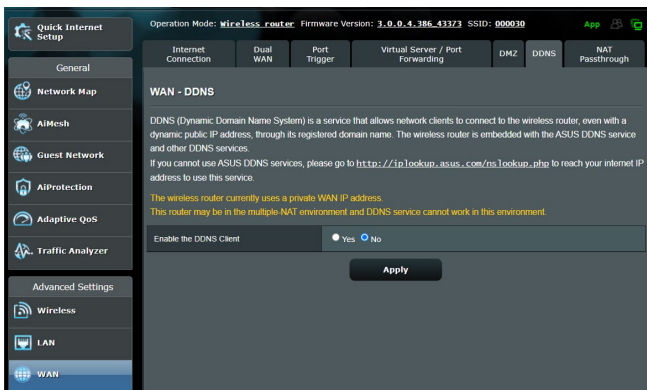 Quick Internet
Setup
Operation Mode: Wireless router Firmware Version: 3.0.0.4.386_43373 SSID: 000030
App
Internet
Connection
Dual
WAN
Port
Trigger
Virtual Server / Port
Forwarding
DMZ
DDNS
NAT
Passthrough
General
Network Map
AiMesh
Guest Network
AiProtection
Adaptive QoS
Traffic Analyzer
Advanced Settings
Wireless
LAN
WAN
WAN - DDNS
DDNS (Dynamic Domain Name System) is a service that allows network clients to connect to the wireless router, even with a
dynamic public IP address, through its registered domain name. The wireless router is embedded with the ASUS DDNS service
and other DDNS services.
If you cannot use ASUS DDNS services, please go to http://iplookup.asus.com/nslookup.php to reach your internet IP
address to use this service.
The wireless router currently uses a private WAN IP address.
This router may be in the multiple-NAT environment and DDNS service cannot work in this environment.
Enable the DDNS Client Yes No
Apply